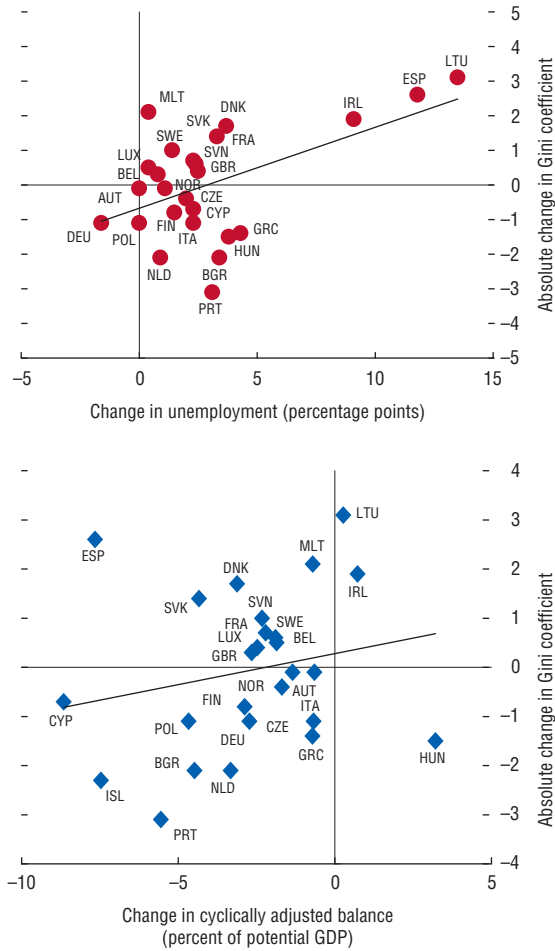 5
4
3
2
1
0
–1
–2
–3
–4
–5
Absolute change in Gini coefficient
LTU
ESP
IRL
MLT
DNK
SVK
FRA
SWE
SVN
GBR
LUX
BEL
NOR
AUT
CZE
CYP
FIN
ITA
GRC
HUN
DEU
POL
NLD
BGR
PRT
–5
0
5
10
15
Change in unemployment (percentage points)
4
3
2
1
0
–1
–2
–3
–4
Absolute change in Gini coefficient
LTU
ESP
MLT
IRL
DNK
SVK
SVN
FRA
SWE
LUX
BEL
GBR
NOR
AUT
CYP
FIN
ITA
POL
DEU
CZE
GRC
HUN
BGR
NLD
ISL
PRT
–10
–5
0
5
Change in cyclically adjusted balance
(percent of potential GDP)